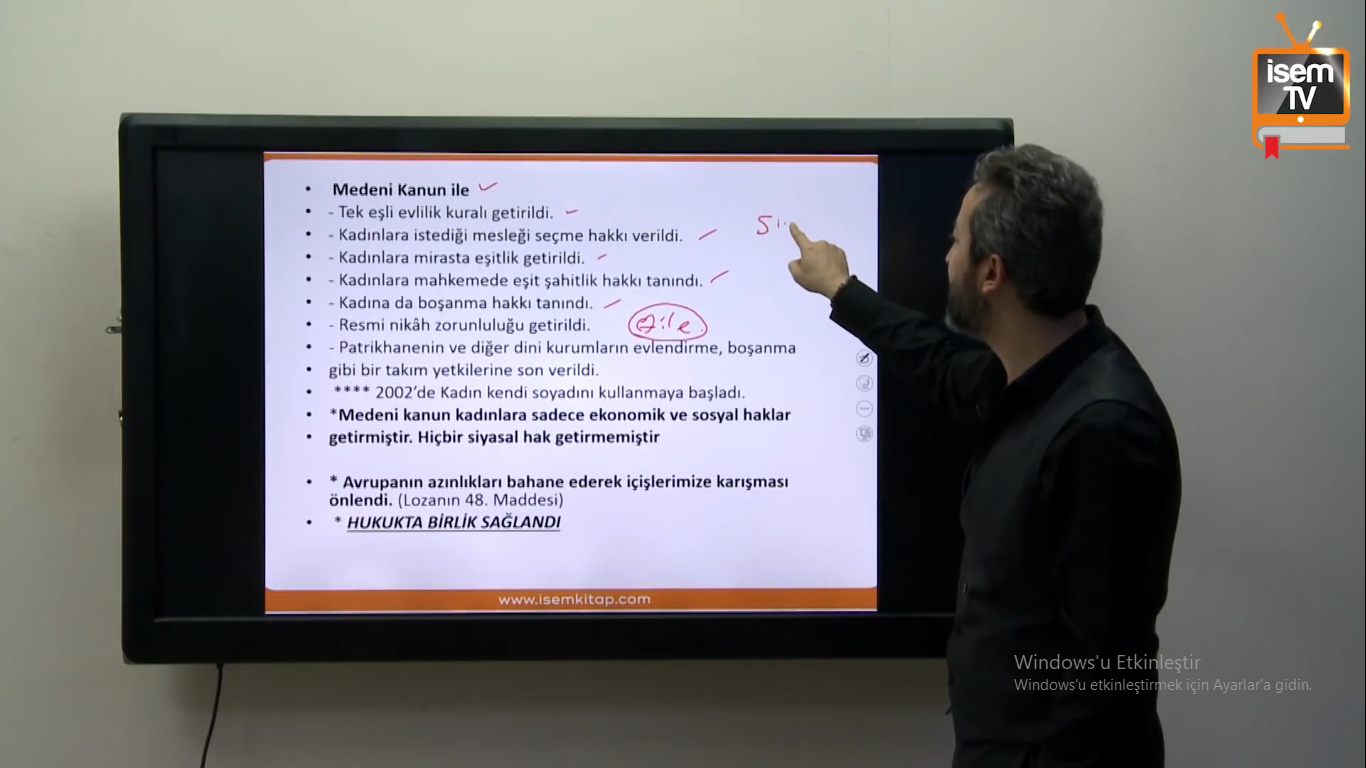 isem
TV
Medeni Kanun ile
- Tek eşli evlilik kuralı getirildi.
- Kadınlara istediği mesleği seçme hakkı verildi.
- Kadınlara mirasta eşitlik getirildi.
- Kadınlara mahkemede eşit şahitlik hakkı tanındı.
- Kadına da boşanma hakkı tanındı.
- Resmi nikâh zorunluluğu getirildi.
- Patrikhanenin ve diğer dini kurumların evlendirme, boşanma
gibi bir takım yetkilerine son verildi.
**** 2002'de Kadın kendi soyadını kullanmaya başladı.
*Medeni kanun kadınlara sadece ekonomik ve sosyal haklar
getirmiştir. Hiçbir siyasal hak getirmemiştir
* Avrupanın azınlıkları bahane ederek içişlerimize karışması
önlendi. (Lozanın 48. Maddesi)
* HUKUKTA BİRLİK SAĞLANDI
www.isemkitap.com
Windows'u Etkinleştir
Windows'u etkinleştirmek için Ayarlar'a gidin.